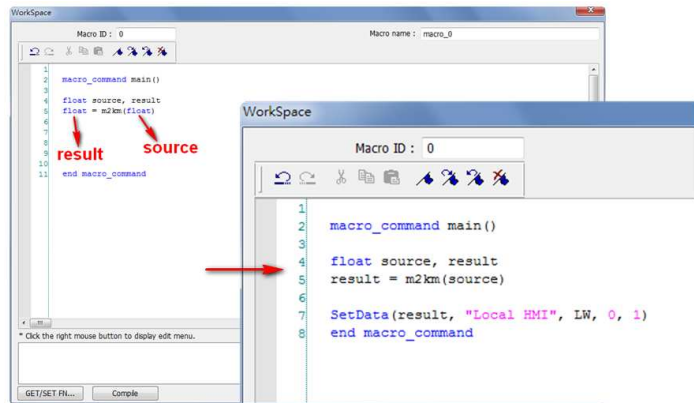 WorkSpace
Macro ID : 0
Macro name : macro_0
1
2 macro_command main()
3
4 float source, result
5 float = m2km(float)
6
7
8
9
10
11 end macro_command
result
source
* Click the right mouse button to display edit menu.
GET/SET FN...
Compile
WorkSpace
Macro ID : 0
1
2 macro_command main()
3
4 float source, result
5 result = m2km(source)
6
7 SetData(result, "Local HMI", LW, 0, 1)
8 end macro_command